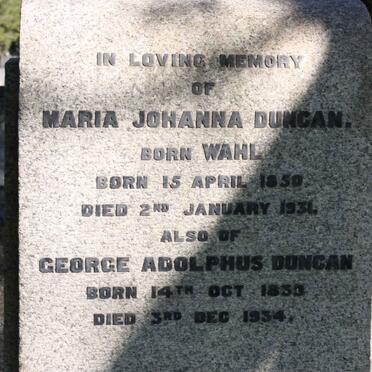 IN LOVING MEMORY
OF
MARIA JOHANNA DUNCAN.
BORN WAHL
BORN 15 APRIL 1850.
DIED 2ND JANUARY 1931.
ALSO OF
GEORGE ADOLPHUS DUNCAN
BORN 14TH OCT
DIED 3RD DEC 1934.